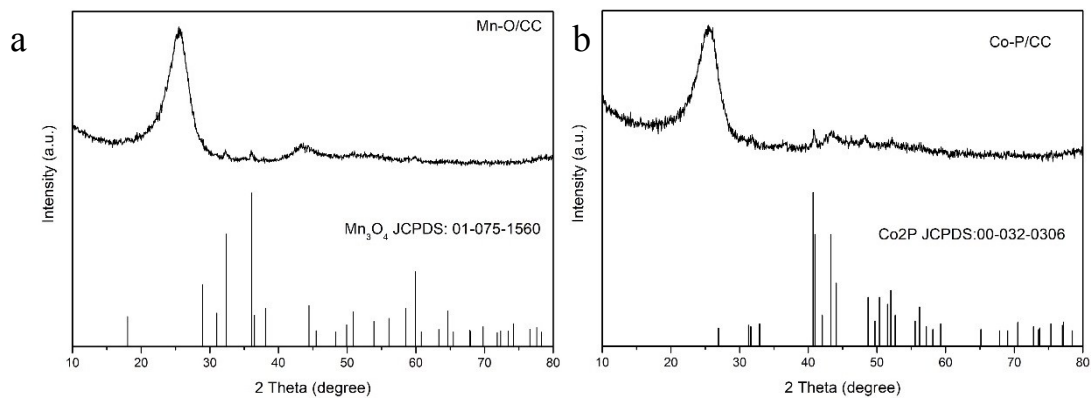 a
Mn-O/CC
Intensity (a.u.)
Mn₃O₄ JCPDS: 01-075-1560
10 20 30 40 50 60 70 80
2 Theta (degree)
b
Co-P/CC
Intensity (a.u.)
Co2P JCPDS:00-032-0306
10 20 30 40 50 60 70 80
2 Theta (degree)